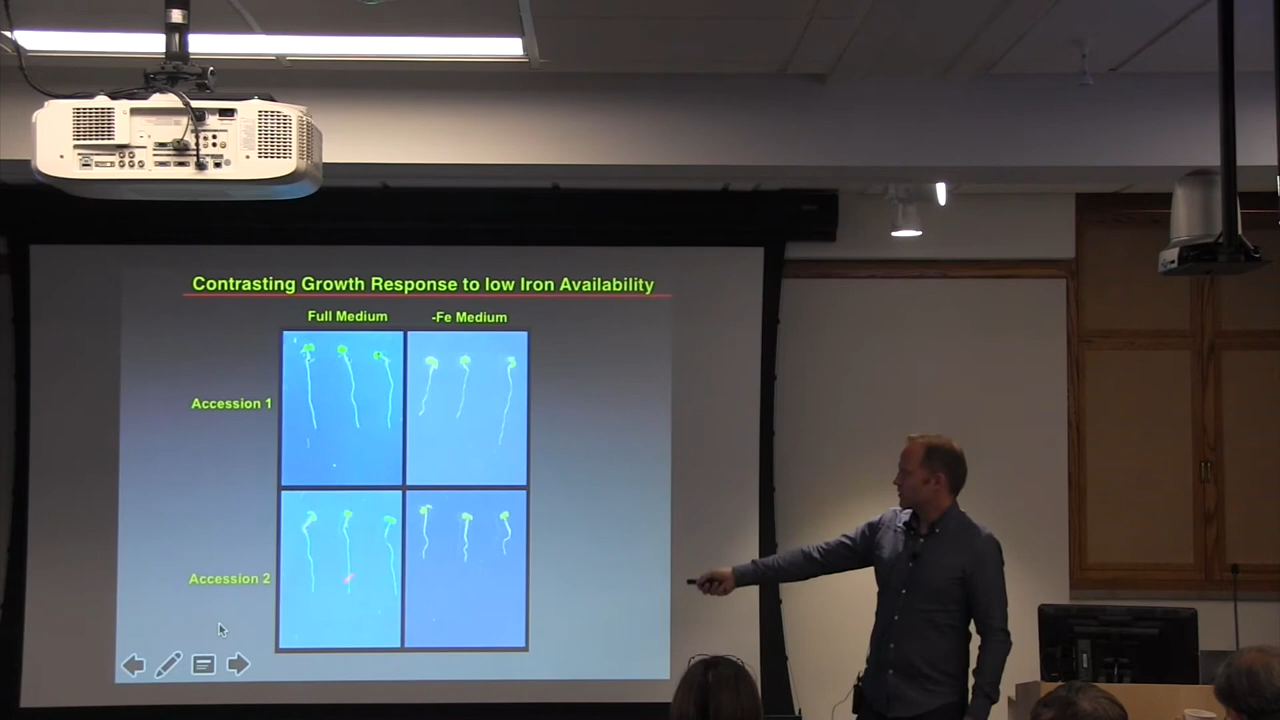 Contrasting Growth Response to low Iron Availability
Full Medium
-Fe Medium
Accession 1
Accession 2